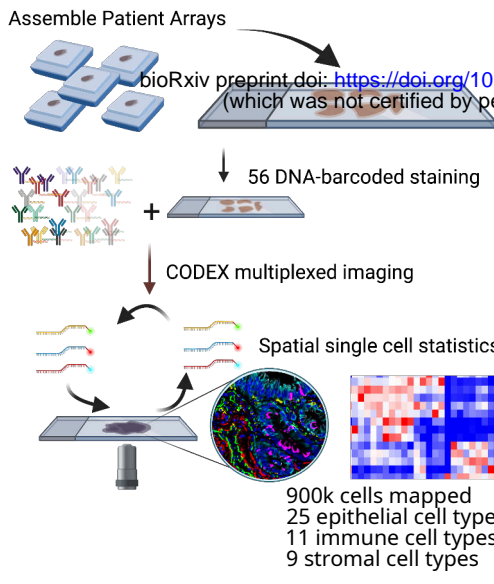 Assemble Patient Arrays
bioRxiv preprint doi: https://doi.org/10
(which was not certified by pe
56 DNA-barcoded staining
+
CODEX multiplexed imaging
Spatial single cell statistics
900k cells mapped
25 epithelial cell type
11 immune cell types
9 stromal cell types